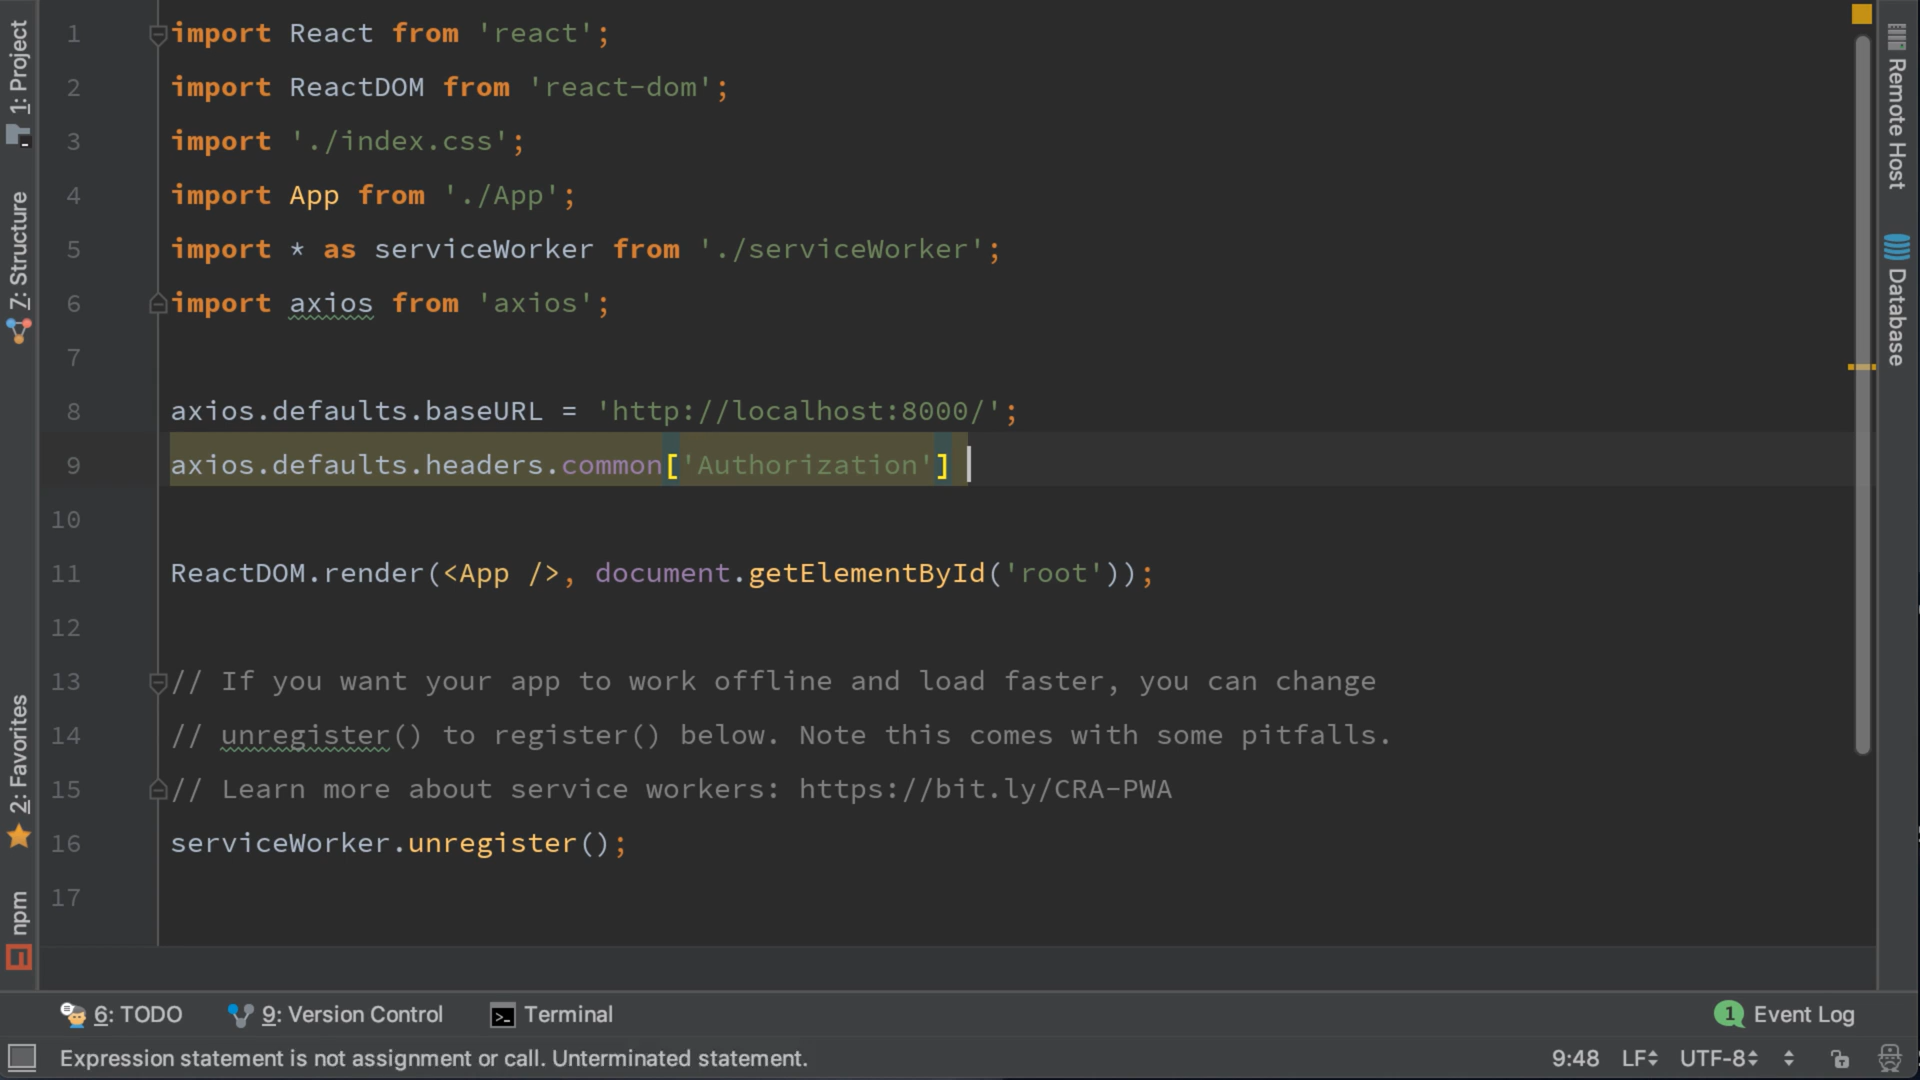 1: Project
7: Structure
2: Favorites
npm
1 import React from 'react';
2 import ReactDOM from 'react-dom';
3 import './index.css';
4 import App from './App';
5 import * as serviceWorker from './serviceWorker';
6 import axios from 'axios';
7
8 axios.defaults.baseURL = 'http://localhost:8000/';
9 axios.defaults.headers.common['Authorization']
10
11 ReactDOM.render(<App />, document.getElementById('root'));
12
13 // If you want your app to work offline and load faster, you can change
14 // unregister() to register() below. Note this comes with some pitfalls.
15 // Learn more about service workers: https://bit.ly/CRA-PWA
16 serviceWorker.unregister();
17
Remote Host
Database
6: TODO 9: Version Control Terminal 1 Event Log
Expression statement is not assignment or call. Unterminated statement. 9:48 LF UTF-8